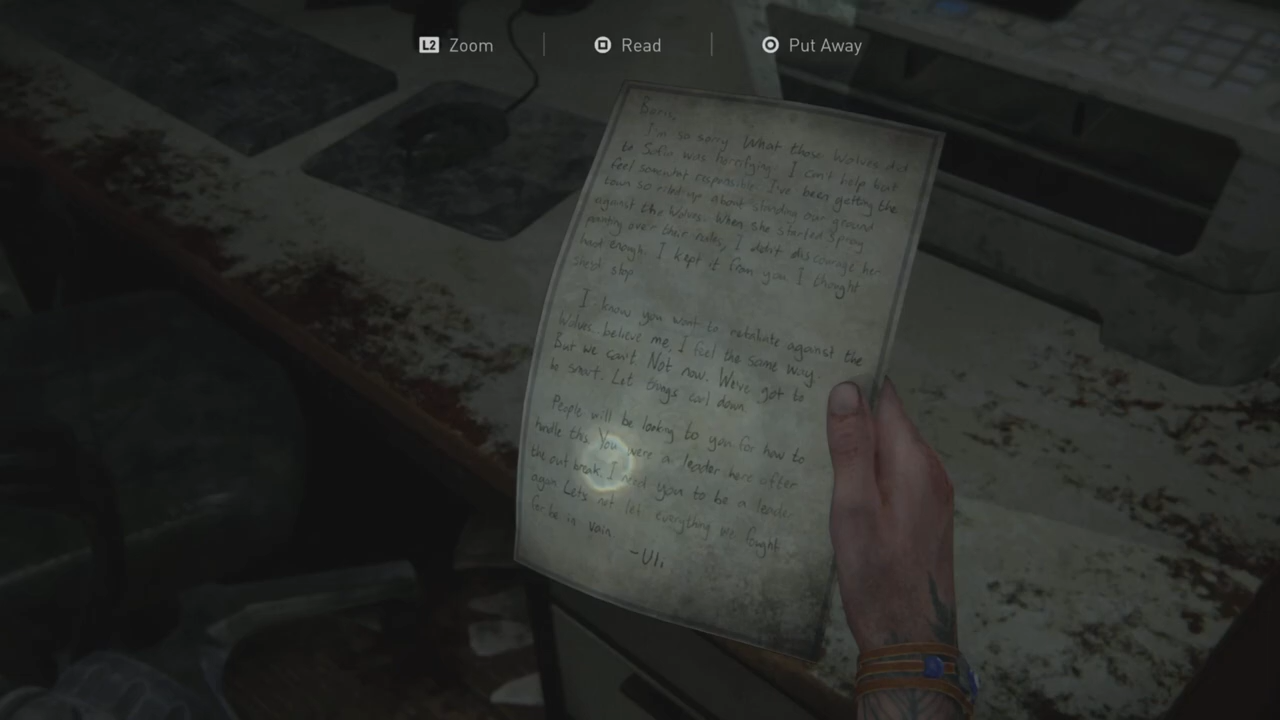 L2 Zoom | Read | Put Away
Boris,
I'm so sorry. What those Wolves did
to Sofia was horrifying. I can't help but
feel somewhat responsible. I've been getting the
town so riled up about standing our ground
against the Wolves. When she started spray
painting over their rules, I didn't discourage her
hard enough. I kept it from you. I thought
she'd stop.
I know you want to retaliate against the
Wolves, believe me, I feel the same way.
But we can't. Not now. We've got to
be smart. Let things cool down.
People will be looking to you for how to
handle this. You were a leader here after
the out break. I need you to be a leader
again. Let's not let everything we fought
for be in vain.
-Uli